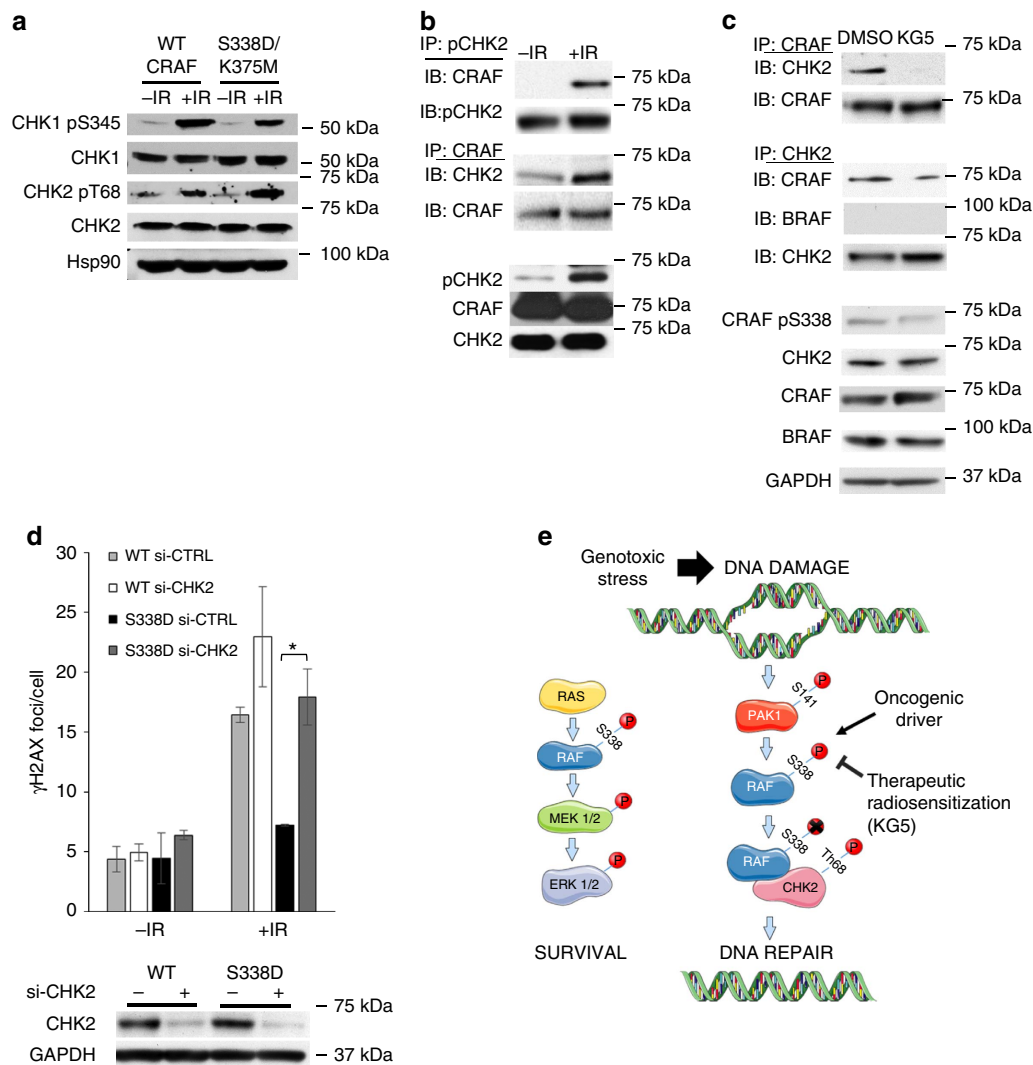 a
WT CRAF
S338D/ K375M
–IR +IR –IR +IR
CHK1 pS345
50 kDa
CHK1
50 kDa
75 kDa
CHK2 pT68
75 kDa
CHK2
100 kDa
Hsp90
b
IP: pCHK2
–IR +IR
IB: CRAF
75 kDa
75 kDa
IB:pCHK2
IP: CRAF
75 kDa
IB: CHK2
75 kDa
IB: CRAF
75 kDa
pCHK2
CRAF
75 kDa
75 kDa
CHK2
c
DMSO KG5
IP: CRAF
75 kDa
IB: CHK2
IB: CRAF
75 kDa
IP: CHK2
75 kDa
IB: CRAF
100 kDa
IB: BRAF
75 kDa
IB: CHK2
75 kDa
CRAF pS338
75 kDa
CHK2
75 kDa
CRAF
100 kDa
BRAF
GAPDH
37 kDa
d
γH2AX foci/cell
30
25
20
15
10
5
0
WT si-CTRL
WT si-CHK2
S338D si-CTRL
S338D si-CHK2
*
–IR
+IR
WT
S338D
si-CHK2
– + – +
75 kDa
CHK2
GAPDH
37 kDa
e
Genotoxic
stress
DNA DAMAGE
RAS
P
S338
RAF
P
MEK 1/2
P
ERK 1/2
SURVIVAL
P
S141
PAK1
Oncogenic
driver
P
S338
RAF
Therapeutic
radiosensitization
(KG5)
S338
RAF
P
Th68
CHK2
DNA REPAIR